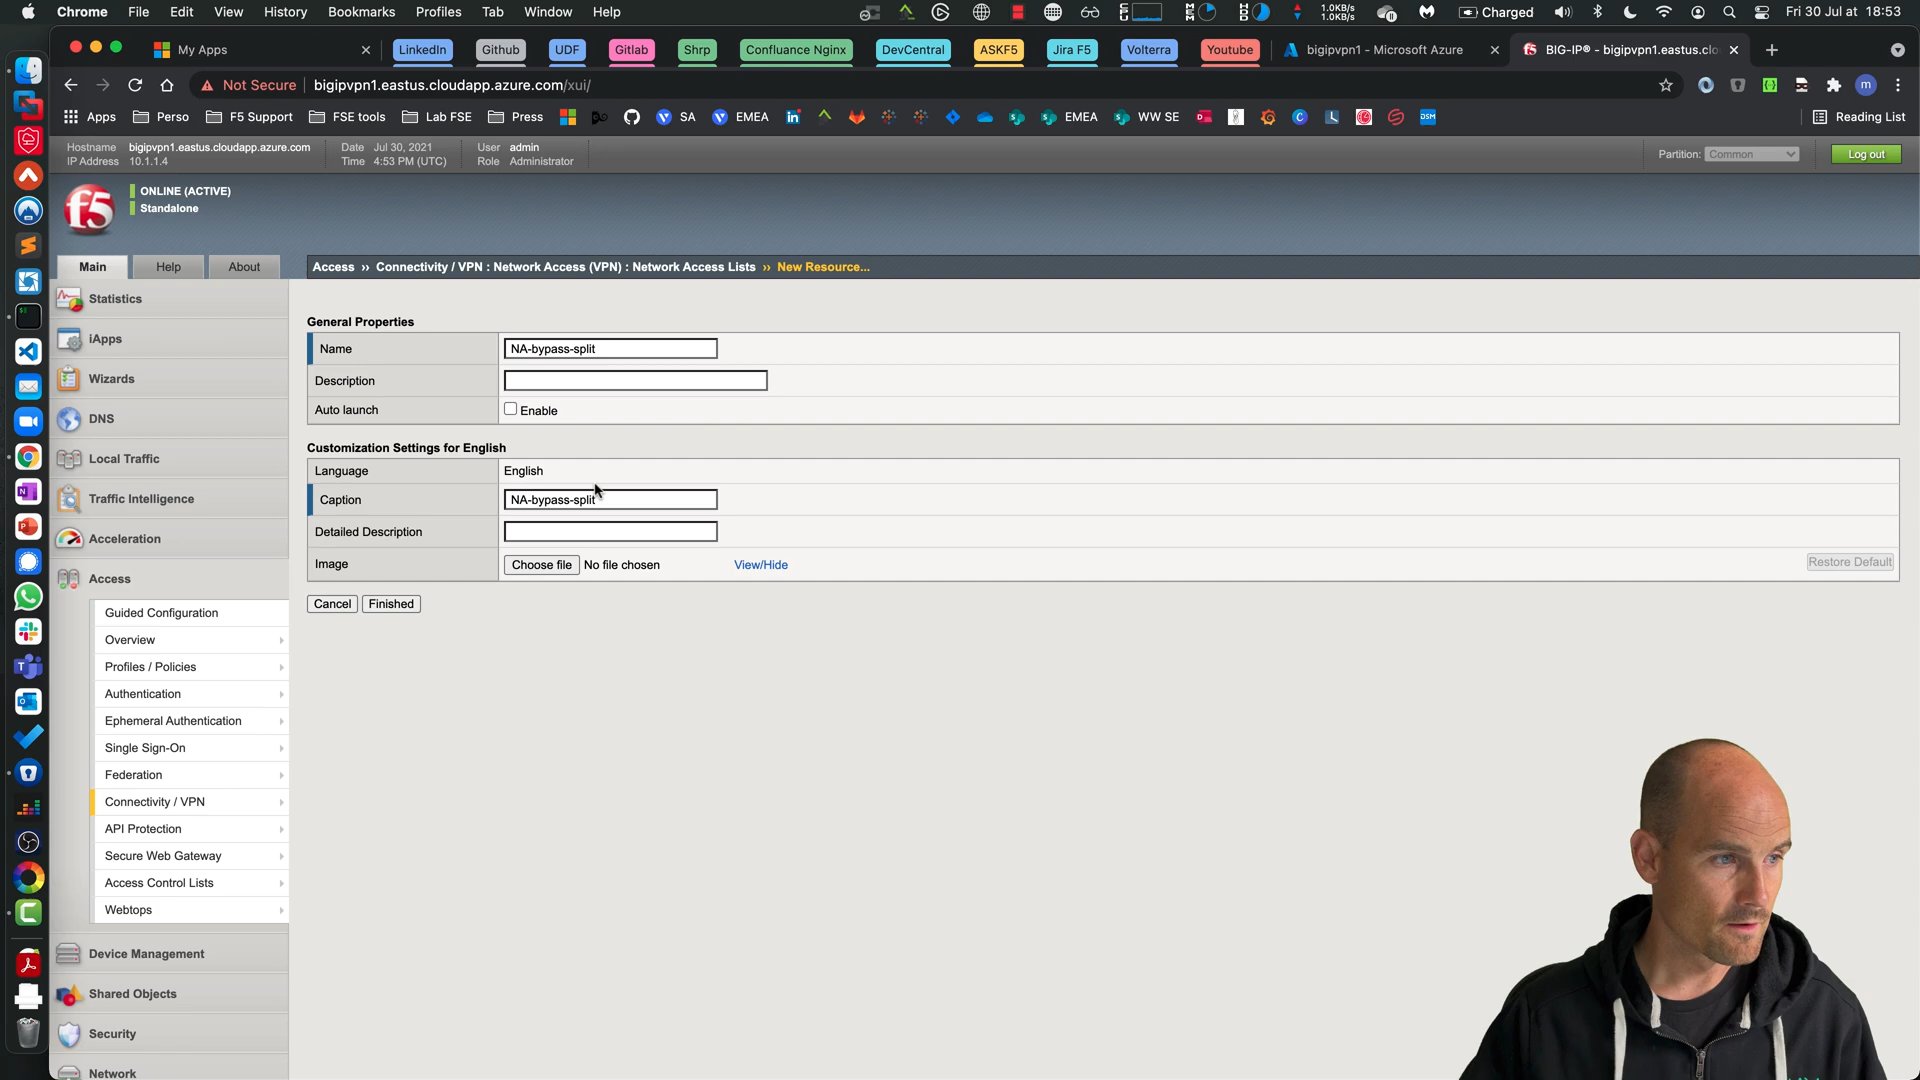 Chrome File Edit View History Bookmarks Profiles Tab Window Help 1.0KB/s 1.0KB/s Charged Fri 30 Jul at 18:53
My Apps LinkedIn Github UDF Gitlab Shrp Confluance Nginx DevCentral ASKF5 Jira F5 Volterra Youtube bigipvpn1 - Microsoft Azure BIG-IP® - bigipvpn1.eastus.clo
Not Secure bigipvpn1.eastus.cloudapp.azure.com/xui/ m
Apps Perso F5 Support FSE tools Lab FSE Press SA EMEA EMEA WW SE Reading List
Hostname bigipvpn1.eastus.cloudapp.azure.com Date Jul 30, 2021 User admin
IP Address 10.1.1.4 Time 4:53 PM (UTC) Role Administrator
Partition: Common Log out
f5
ONLINE (ACTIVE)
Standalone
Main Help About
Access ›› Connectivity / VPN : Network Access (VPN) : Network Access Lists ›› New Resource...
Statistics
iApps
Wizards
DNS
Local Traffic
Traffic Intelligence
Acceleration
Access
Guided Configuration
Overview
Profiles / Policies
Authentication
Ephemeral Authentication
Single Sign-On
Federation
Connectivity / VPN
API Protection
Secure Web Gateway
Access Control Lists
Webtops
Device Management
Shared Objects
Security
Network
General Properties
Name NA-bypass-split
Description
Auto launch Enable
Customization Settings for English
Language English
Caption NA-bypass-split
Detailed Description
Image Choose file No file chosen View/Hide Restore Default
Cancel Finished